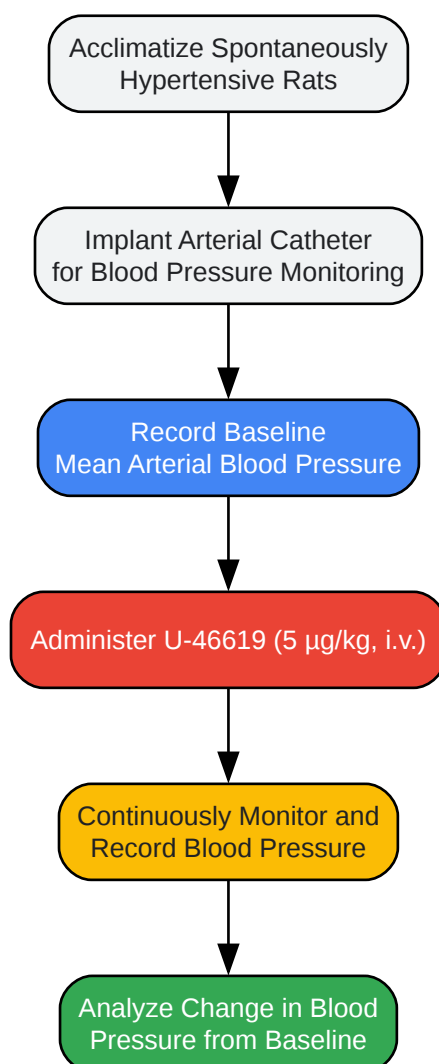 Acclimatize Spontaneously
Hypertensive Rats
Implant Arterial Catheter
for Blood Pressure Monitoring
Record Baseline
Mean Arterial Blood Pressure
Administer U-46619 (5 µg/kg, i.v.)
Continuously Monitor and
Record Blood Pressure
Analyze Change in Blood
Pressure from Baseline